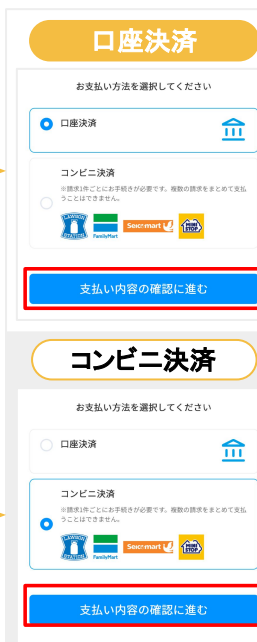 口座決済
お支払い方法を選択してください
口座決済
コンビニ決済
※請求1件ごとにお手続きが必要です。複数の請求をまとめて支払
うことはできません。
LAWSON
STATION
FamilyMart
Seicomart
MINI
STOP
支払い内容の確認に進む
コンビニ決済
お支払い方法を選択してください
口座決済
コンビニ決済
※請求1件ごとにお手続きが必要です。複数の請求をまとめて支払
うことはできません。
LAWSON
STATION
FamilyMart
Seicomart
MINI
STOP
支払い内容の確認に進む